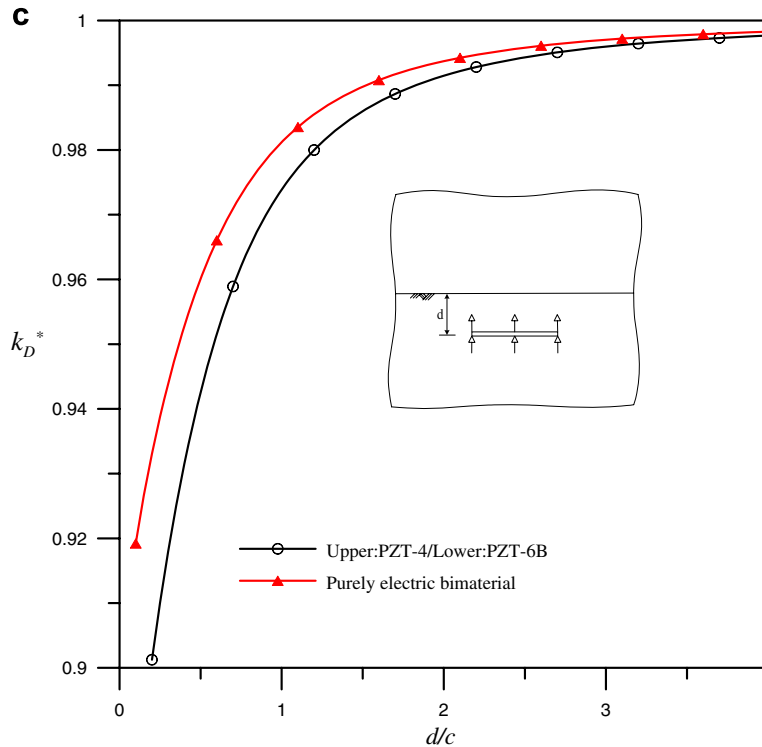 c
1
0.98
0.96
k_D*
0.94
0.92
0.9
d
Upper:PZT-4/Lower:PZT-6B
Purely electric bimaterial
0 1 2 3
d/c